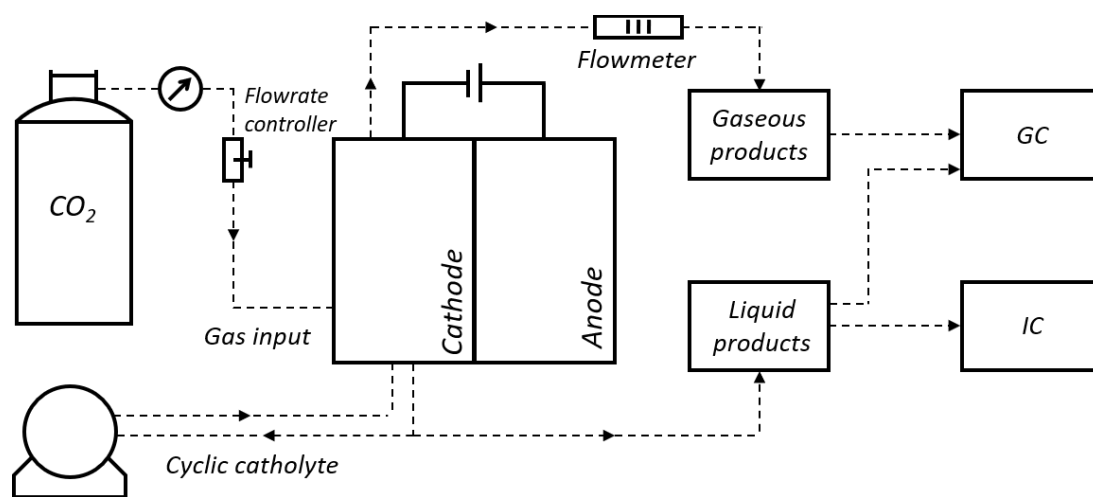 Flowmeter
Flowrate
controller
CO₂
Gas input
Cathode
Anode
Cyclic catholyte
Gaseous
products
GC
Liquid
products
IC